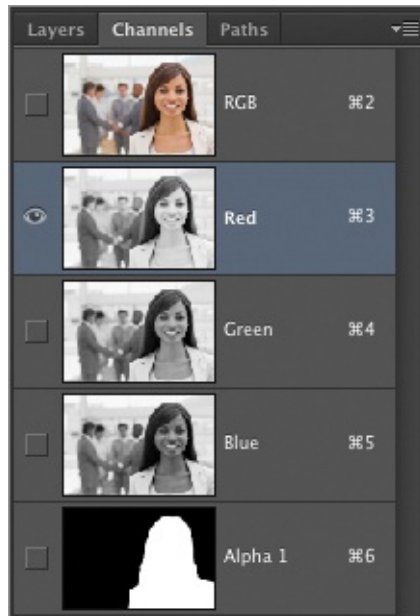 Layers Channels Paths
RGB ⌘2
Red ⌘3
Green ⌘4
Blue ⌘5
Alpha 1 ⌘6